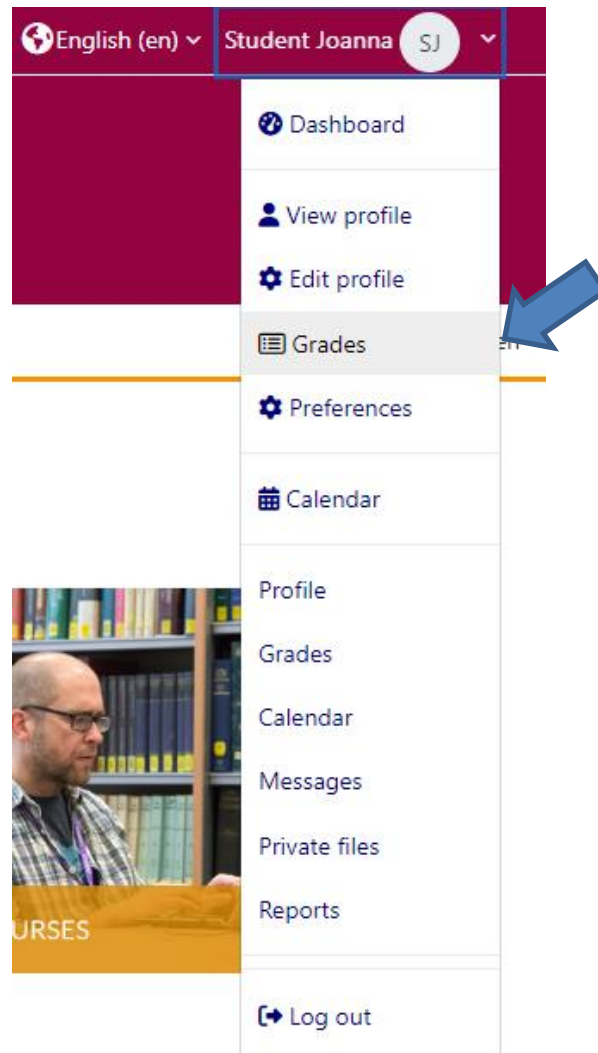 English (en) Student Joanna SJ
Dashboard
View profile
Edit profile
Grades
Preferences
Calendar
Profile
Grades
Calendar
Messages
Private files
Reports
URSES
Log out